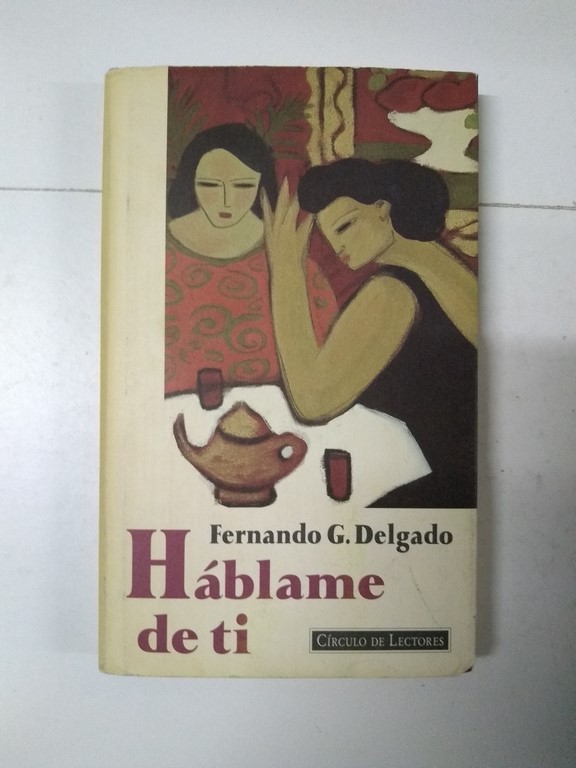 Fernando G. Delgado
Háblame
de ti
CÍRCULO DE LECTORES